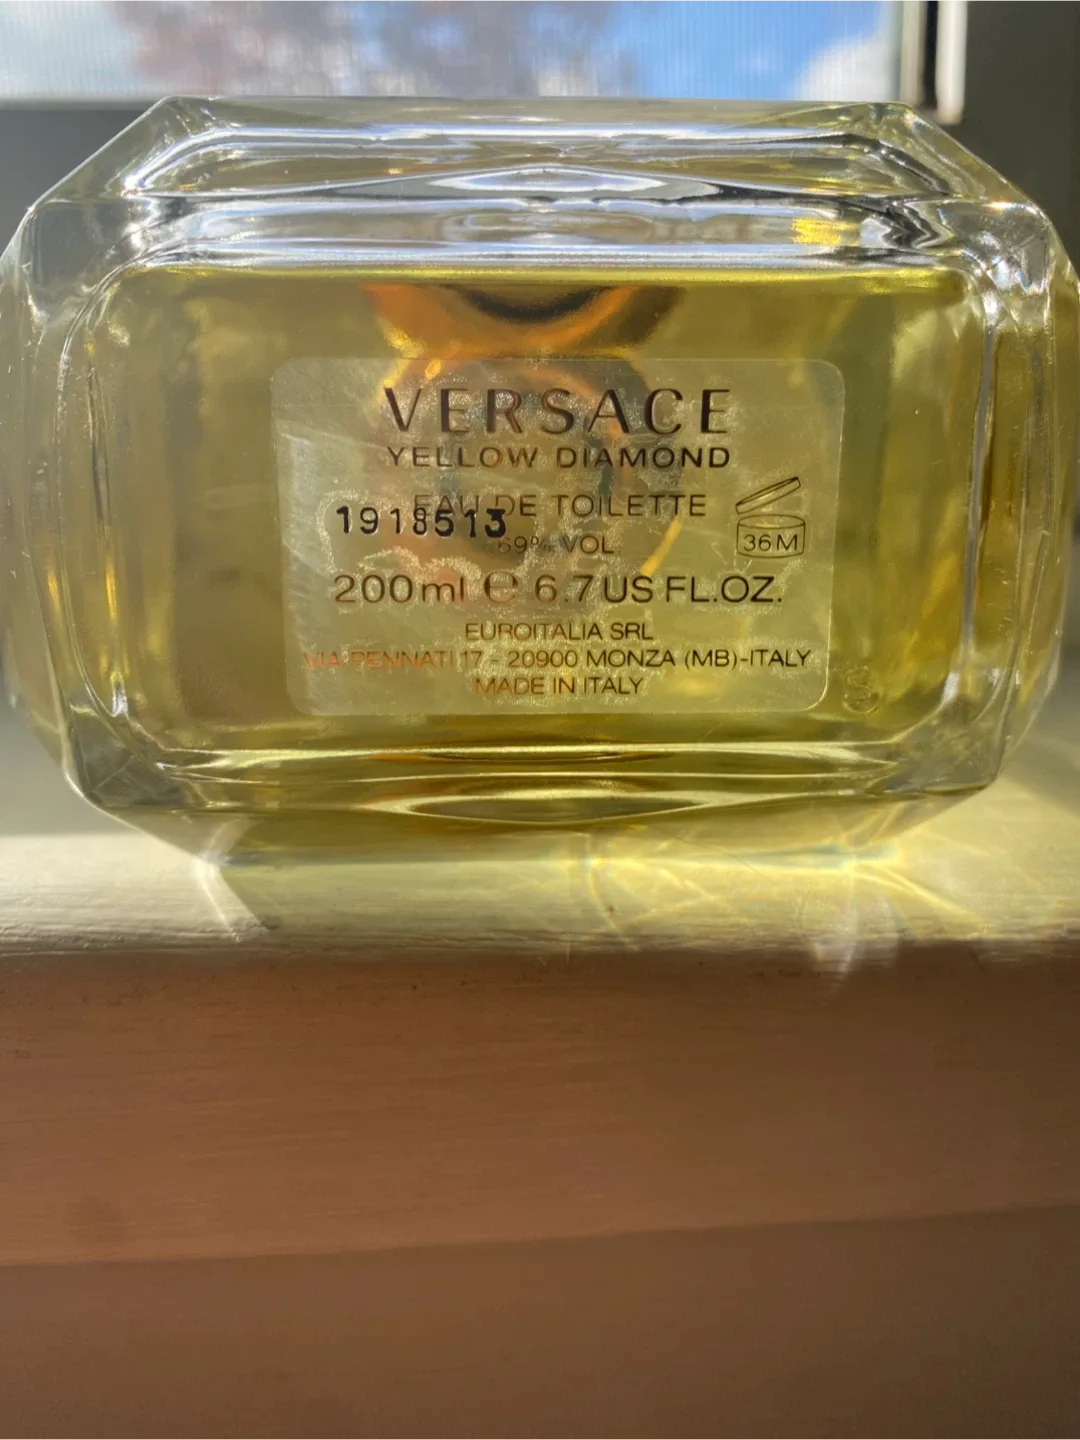 VERSACE
YELLOW DIAMOND
EAU DE TOILETTE
1918513
69% VOL
36M
200ml e 6.7 US FL.OZ.
EUROITALIA SRL
VIA PENNATI 17 - 20900 MONZA (MB)-ITALY
MADE IN ITALY